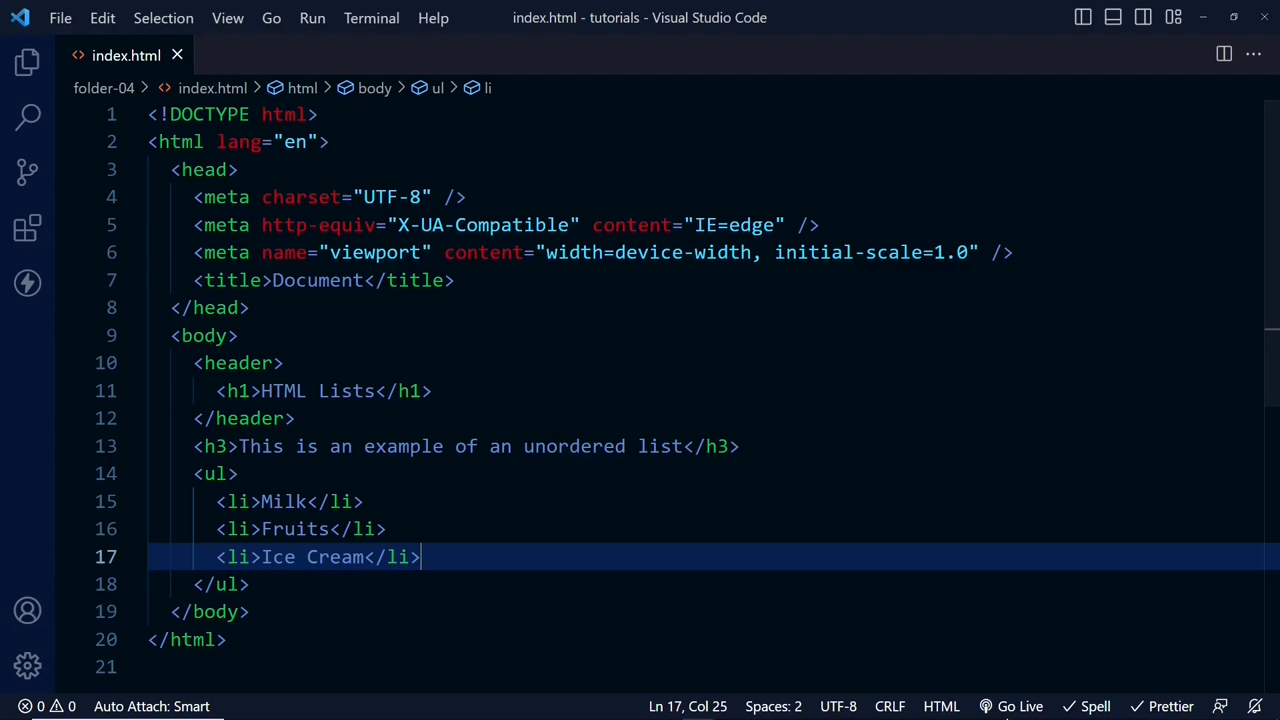 File Edit Selection View Go Run Terminal Help index.html - tutorials - Visual Studio Code
index.html
folder-04 > index.html > html > body > ul > li
1 <!DOCTYPE html>
2 <html lang="en">
3 <head>
4 <meta charset="UTF-8" />
5 <meta http-equiv="X-UA-Compatible" content="IE=edge" />
6 <meta name="viewport" content="width=device-width, initial-scale=1.0" />
7 <title>Document</title>
8 </head>
9 <body>
10 <header>
11 <h1>HTML Lists</h1>
12 </header>
13 <h3>This is an example of an unordered list</h3>
14 <ul>
15 <li>Milk</li>
16 <li>Fruits</li>
17 <li>Ice Cream</li>
18 </ul>
19 </body>
20 </html>
21
0 0 Auto Attach: Smart Ln 17, Col 25 Spaces: 2 UTF-8 CRLF HTML Go Live Spell Prettier